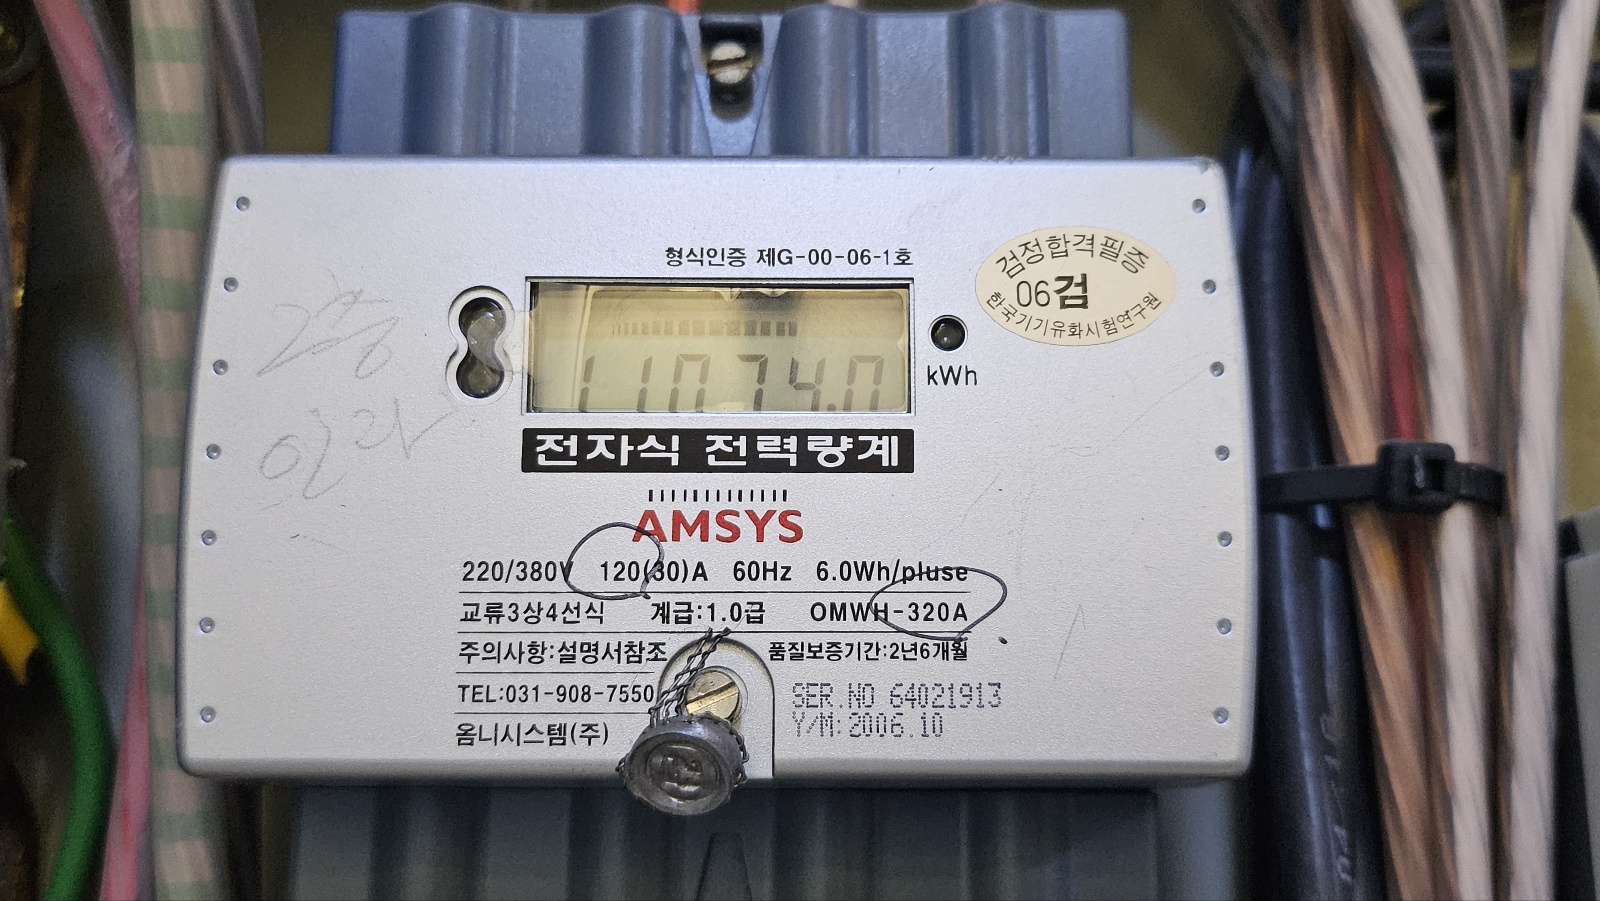 형식인증 제G-00-06-1호
검정합격필증
06검
한국기기유화시험연구원
2층
11074.0
kWh
인라
전자식 전력량계
AMSYS
220/380V 120(30)A 60Hz 6.0Wh/pluse
교류3상4선식 계급:1.0급 OMWH-320A
주의사항:설명서참조 품질보증기간:2년6개월
TEL:031-908-7550 SER.NO 64021913
옴니시스템(주) Y/M:2006.10